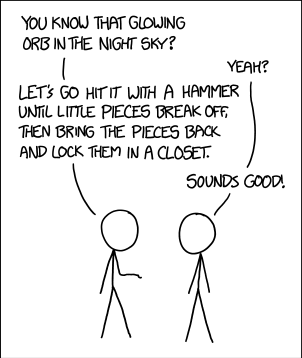 YOU KNOW THAT GLOWING
ORB IN THE NIGHT SKY?
YEAH?
LET'S GO HIT IT WITH A HAMMER
UNTIL LITTLE PIECES BREAK OFF,
THEN BRING THE PIECES BACK
AND LOCK THEM IN A CLOSET.
SOUNDS GOOD!